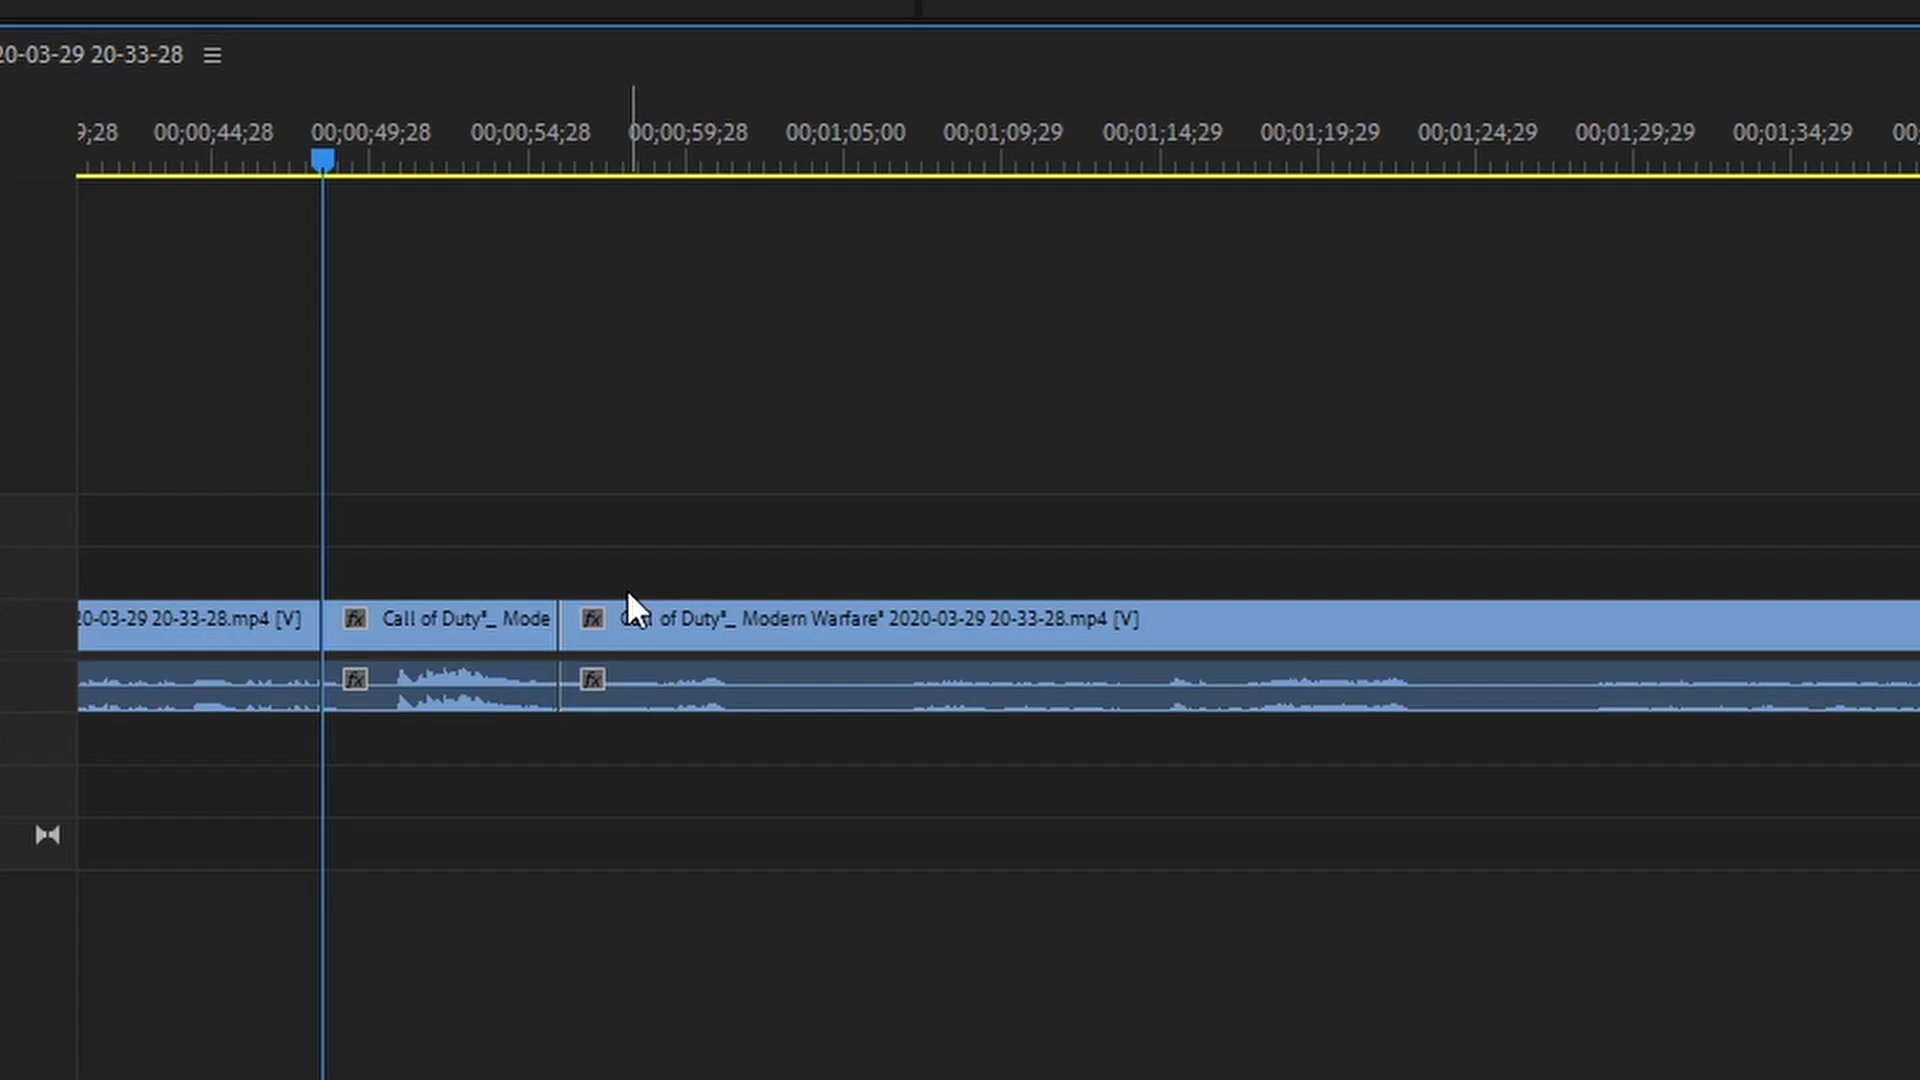 20-03-29 20-33-28
9;28 00;00;44;28 00;00;49;28 00;00;54;28 00;00;59;28 00;01;05;00 00;01;09;29 00;01;14;29 00;01;19;29 00;01;24;29 00;01;29;29 00;01;34;29 00;
20-03-29 20-33-28.mp4 [V] fx Call of Duty®_ Mode fx Call of Duty®_ Modern Warfare® 2020-03-29 20-33-28.mp4 [V]
fx fx